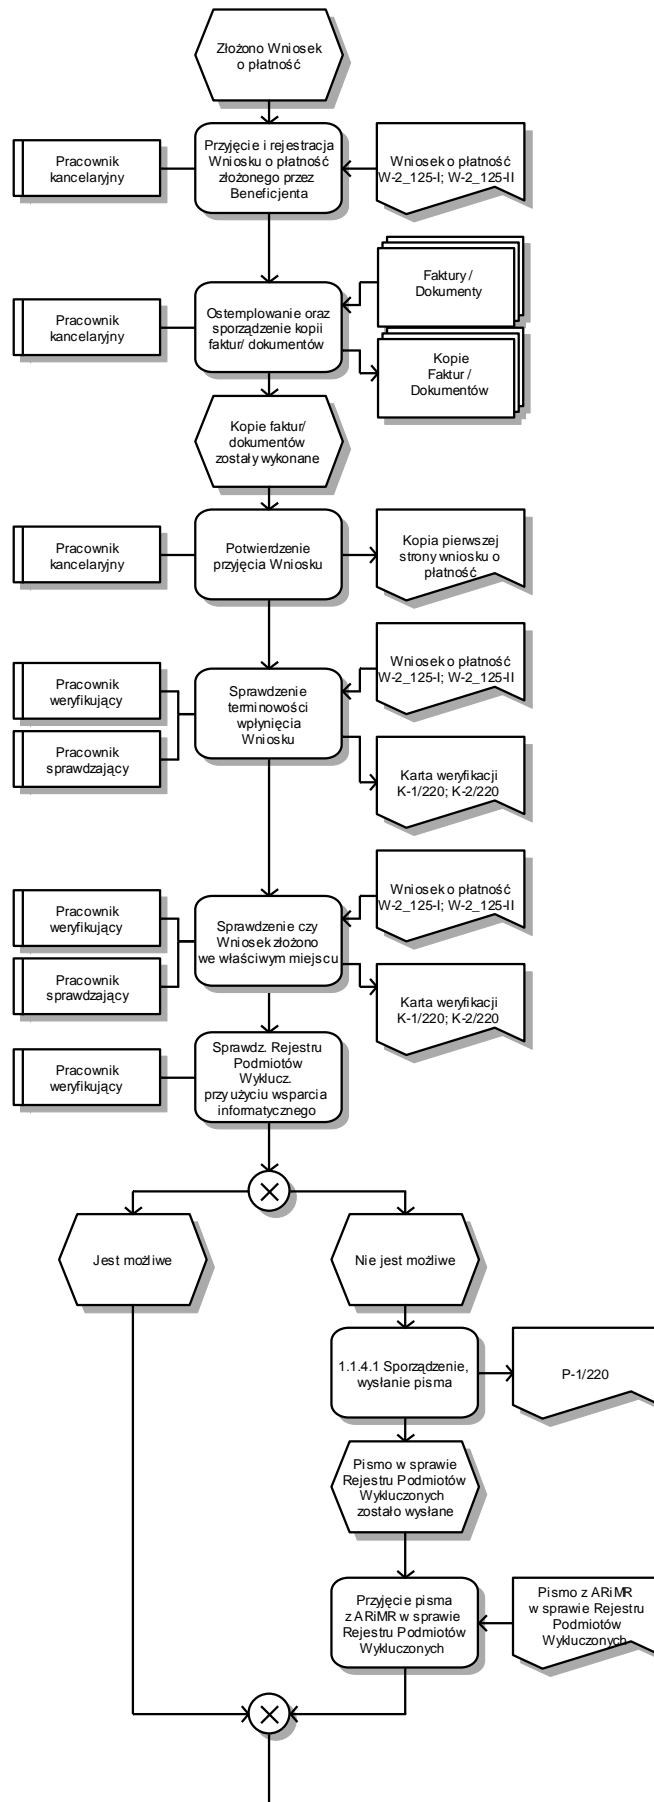 Złożono Wniosek
o płatność
Pracownik
kancelaryjny
Przyjęcie i rejestracja
Wniosku o płatność
złożonego przez
Beneficjenta
Wniosek o płatność
W-2_125-I; W-2_125-II
Pracownik
kancelaryjny
Ostemplowanie oraz
sporządzenie kopii
faktur/ dokumentów
Faktury /
Dokumenty
Kopie
Faktur /
Dokumentów
Kopie faktur/
dokumentów
zostały wykonane
Pracownik
kancelaryjny
Potwierdzenie
przyjęcia Wniosku
Kopia pierwszej
strony wniosku o
płatność
Pracownik
weryfikujący
Pracownik
sprawdzający
Sprawdzenie
terminowości
wpłynięcia
Wniosku
Wniosek o płatność
W-2_125-I; W-2_125-II
Karta weryfikacji
K-1/220; K-2/220
Pracownik
weryfikujący
Pracownik
sprawdzający
Sprawdzenie czy
Wniosek złożono
we właściwym miejscu
Wniosek o płatność
W-2_125-I; W-2_125-II
Karta weryfikacji
K-1/220; K-2/220
Pracownik
weryfikujący
Sprawdz. Rejestru
Podmiotów
Wyklucz.
przy użyciu wsparcia
informatycznego
Jest możliwe
Nie jest możliwe
1.1.4.1 Sporządzenie,
wysłanie pisma
P-1/220
Pismo w sprawie
Rejestru Podmiotów
Wykluczonych
zostało wysłane
Przyjęcie pisma
z ARiMR w sprawie
Rejestru Podmiotów
Wykluczonych
Pismo z ARiMR
w sprawie Rejestru
Podmiotów
Wykluczonych